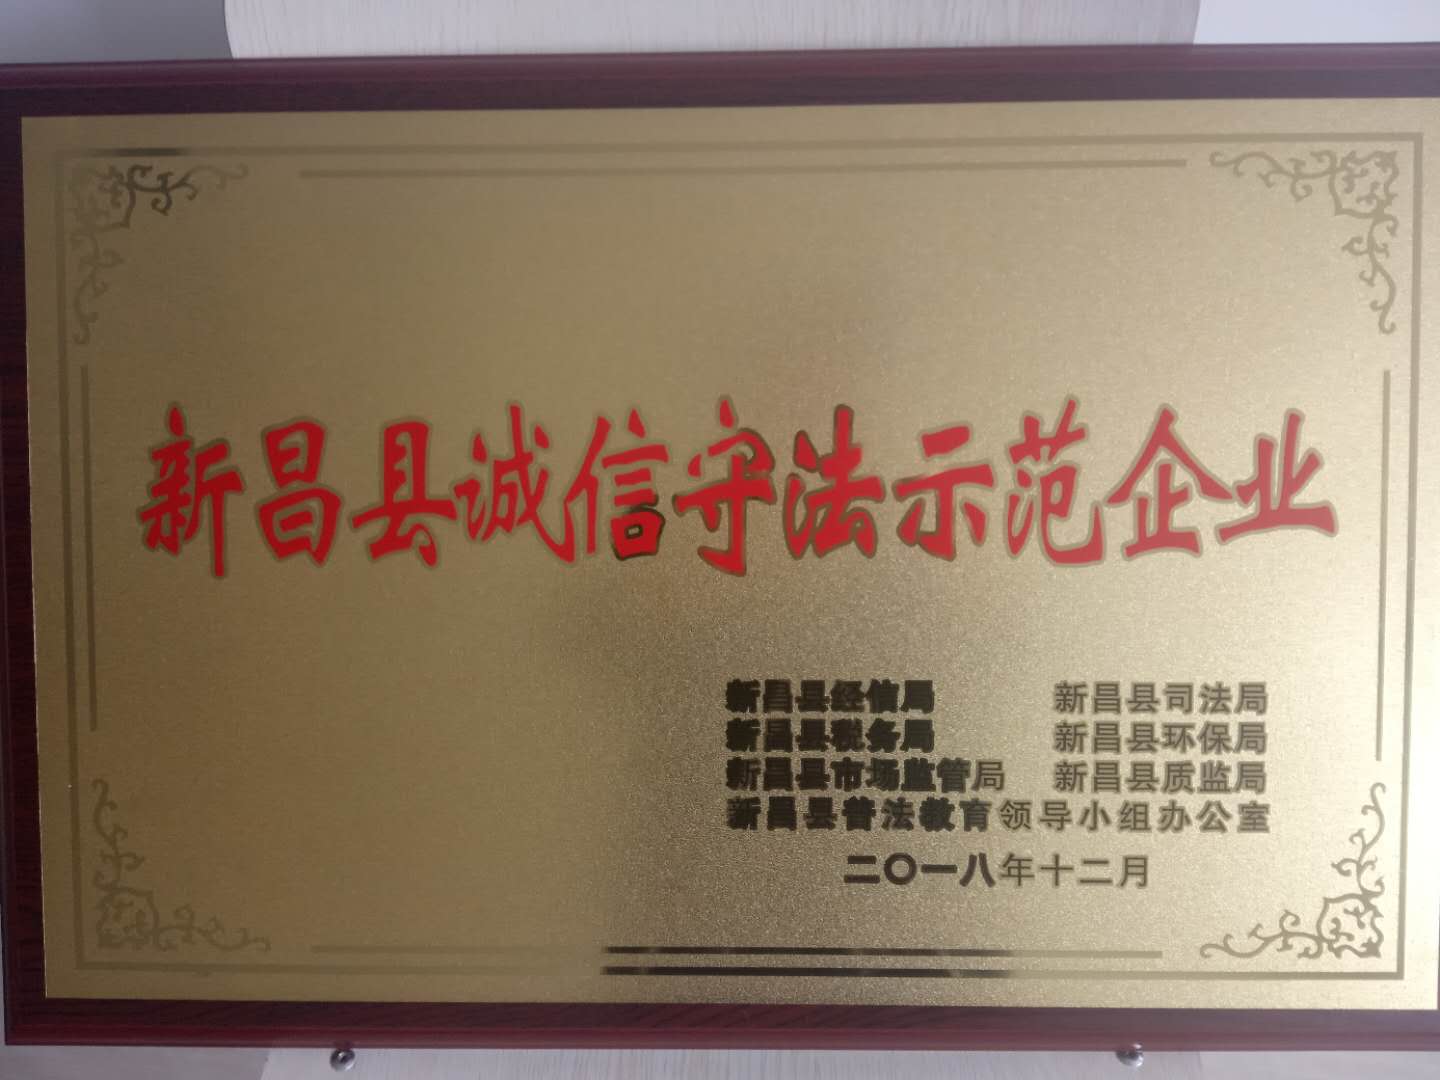 新昌县诚信守法示范企业
新昌县经信局 新昌县司法局
新昌县税务局 新昌县环保局
新昌县市场监管局 新昌县质监局
新昌县普法教育领导小组办公室
二〇一八年十二月